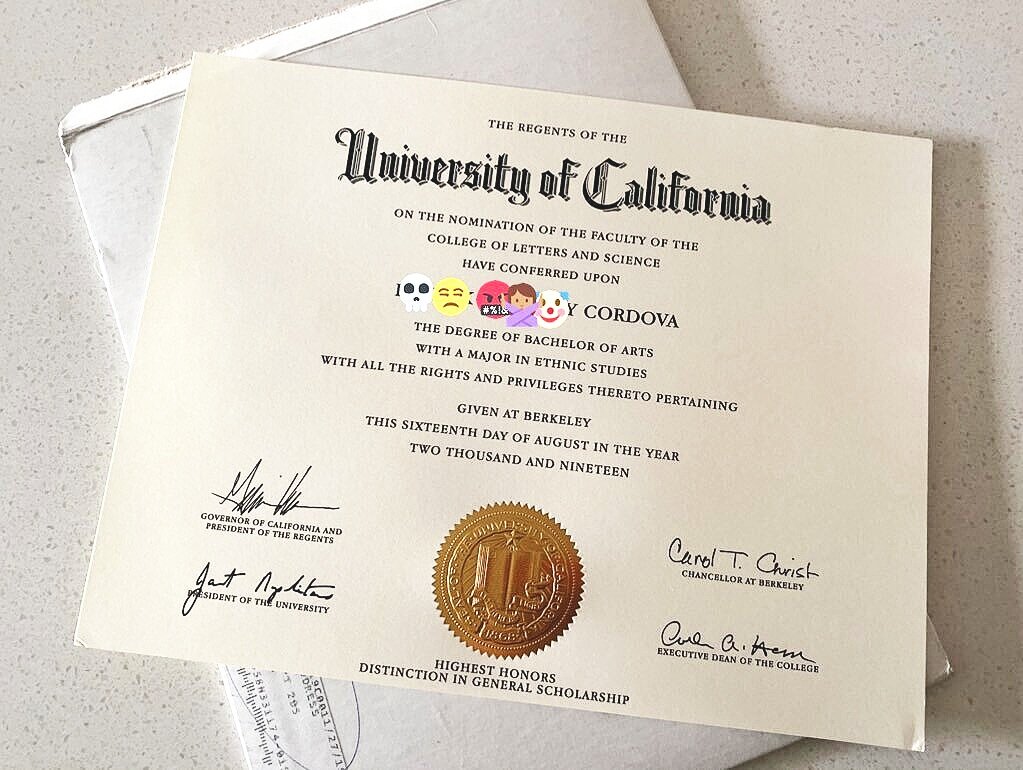 THE REGENTS OF THE
University of California
ON THE NOMINATION OF THE FACULTY OF THE
COLLEGE OF LETTERS AND SCIENCE
HAVE CONFERRED UPON
CORDOVA
THE DEGREE OF BACHELOR OF ARTS
WITH A MAJOR IN ETHNIC STUDIES
WITH ALL THE RIGHTS AND PRIVILEGES THERETO PERTAINING
GIVEN AT BERKELEY
THIS SIXTEENTH DAY OF AUGUST IN THE YEAR
TWO THOUSAND AND NINETEEN
GOVERNOR OF CALIFORNIA AND
PRESIDENT OF THE REGENTS
PRESIDENT OF THE UNIVERSITY
Carol T. Christ
CHANCELLOR AT BERKELEY
EXECUTIVE DEAN OF THE COLLEGE
HIGHEST HONORS
DISTINCTION IN GENERAL SCHOLARSHIP